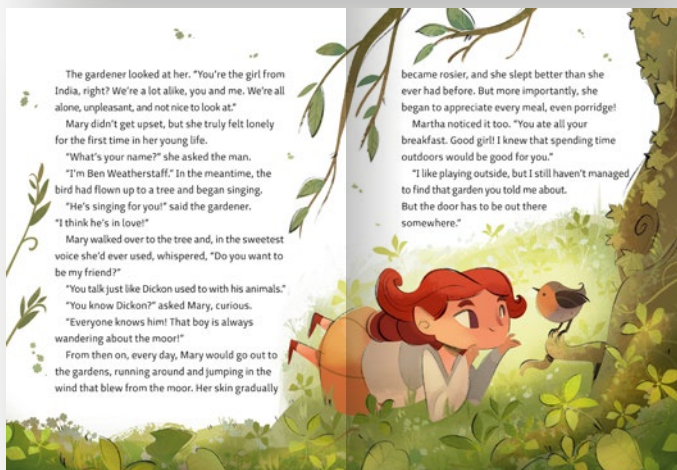 The gardener looked at her. “You’re the girl from
India, right? We’re a lot alike, you and me. We’re all
alone, unpleasant, and not nice to look at.”
Mary didn’t get upset, but she truly felt lonely
for the first time in her young life.
“What’s your name?” she asked the man.
“I’m Ben Weatherstaff.” In the meantime, the
bird had flown up to a tree and began singing.
“He’s singing for you!” said the gardener.
“I think he’s in love!”
Mary walked over to the tree and, in the sweetest
voice she’d ever used, whispered, “Do you want to
be my friend?”
“You talk just like Dickon used to with his animals.”
“You know Dickon?” asked Mary, curious.
“Everyone knows him! That boy is always
wandering about the moor!”
From then on, every day, Mary would go out to
the gardens, running around and jumping in the
wind that blew from the moor. Her skin gradually
became rosier, and she slept better than she
ever had before. But more importantly, she
began to appreciate every meal, even porridge!
Martha noticed it too. “You ate all your
breakfast. Good girl! I knew that spending time
outdoors would be good for you.”
“I like playing outside, but I still haven’t managed
to find that garden you told me about.
But the door has to be out there
somewhere.”